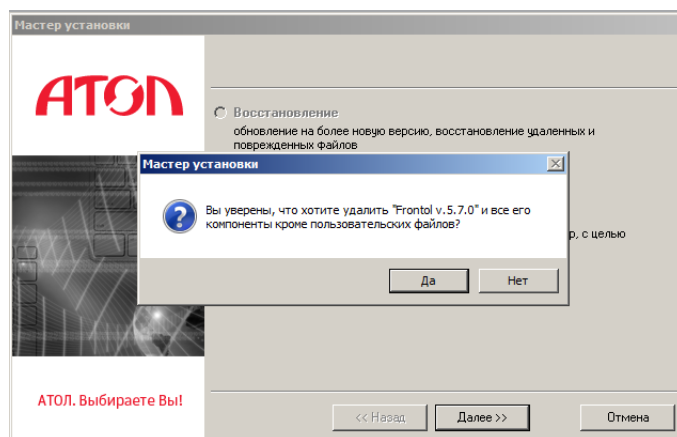 Мастер установки
АТОЛ
Восстановление
обновление на более новую версию, восстановление удаленных и
поврежденных файлов
Мастер установки
Вы уверены, что хотите удалить "Frontol v.5.7.0" и все его
компоненты кроме пользовательских файлов?
р, с целью
Да
Нет
АТОЛ. Выбираете Вы!
<< Назад
Далее >>
Отмена